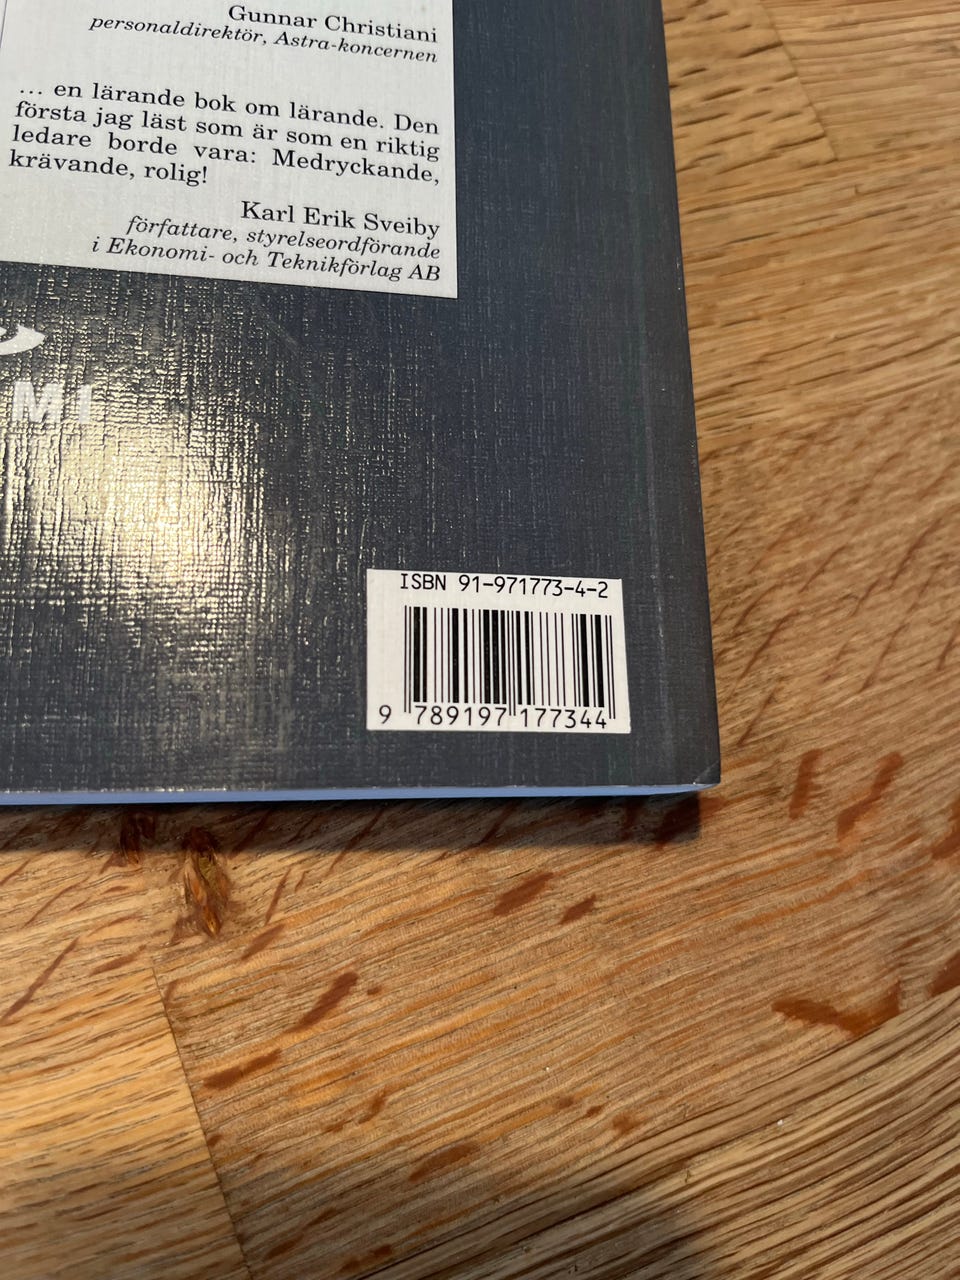 Gunnar Christiani
personaldirektör, Astra-koncernen
... en lärande bok om lärande. Den
första jag läst som är som en riktig
ledare borde vara: Medryckande,
krävande, rolig!
Karl Erik Sveiby
författare, styrelseordförande
i Ekonomi- och Teknikförlag AB
MI
ISBN 91-971773-4-2
9 789197 177344